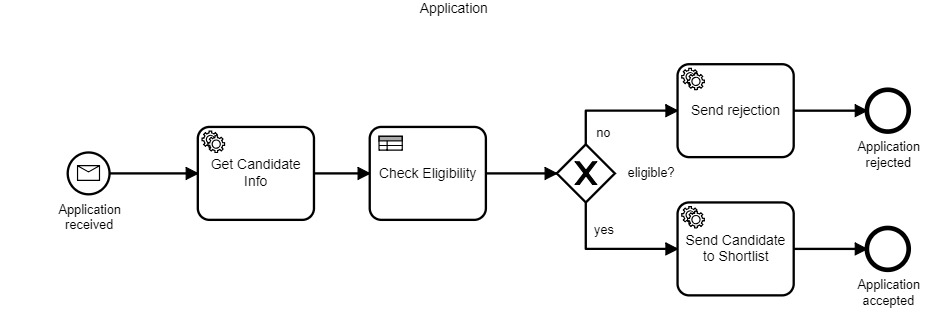 Application
Application
received
Get Candidate
Info
Check Eligibility
eligible?
no
Send rejection
Application
rejected
yes
Send Candidate
to Shortlist
Application
accepted